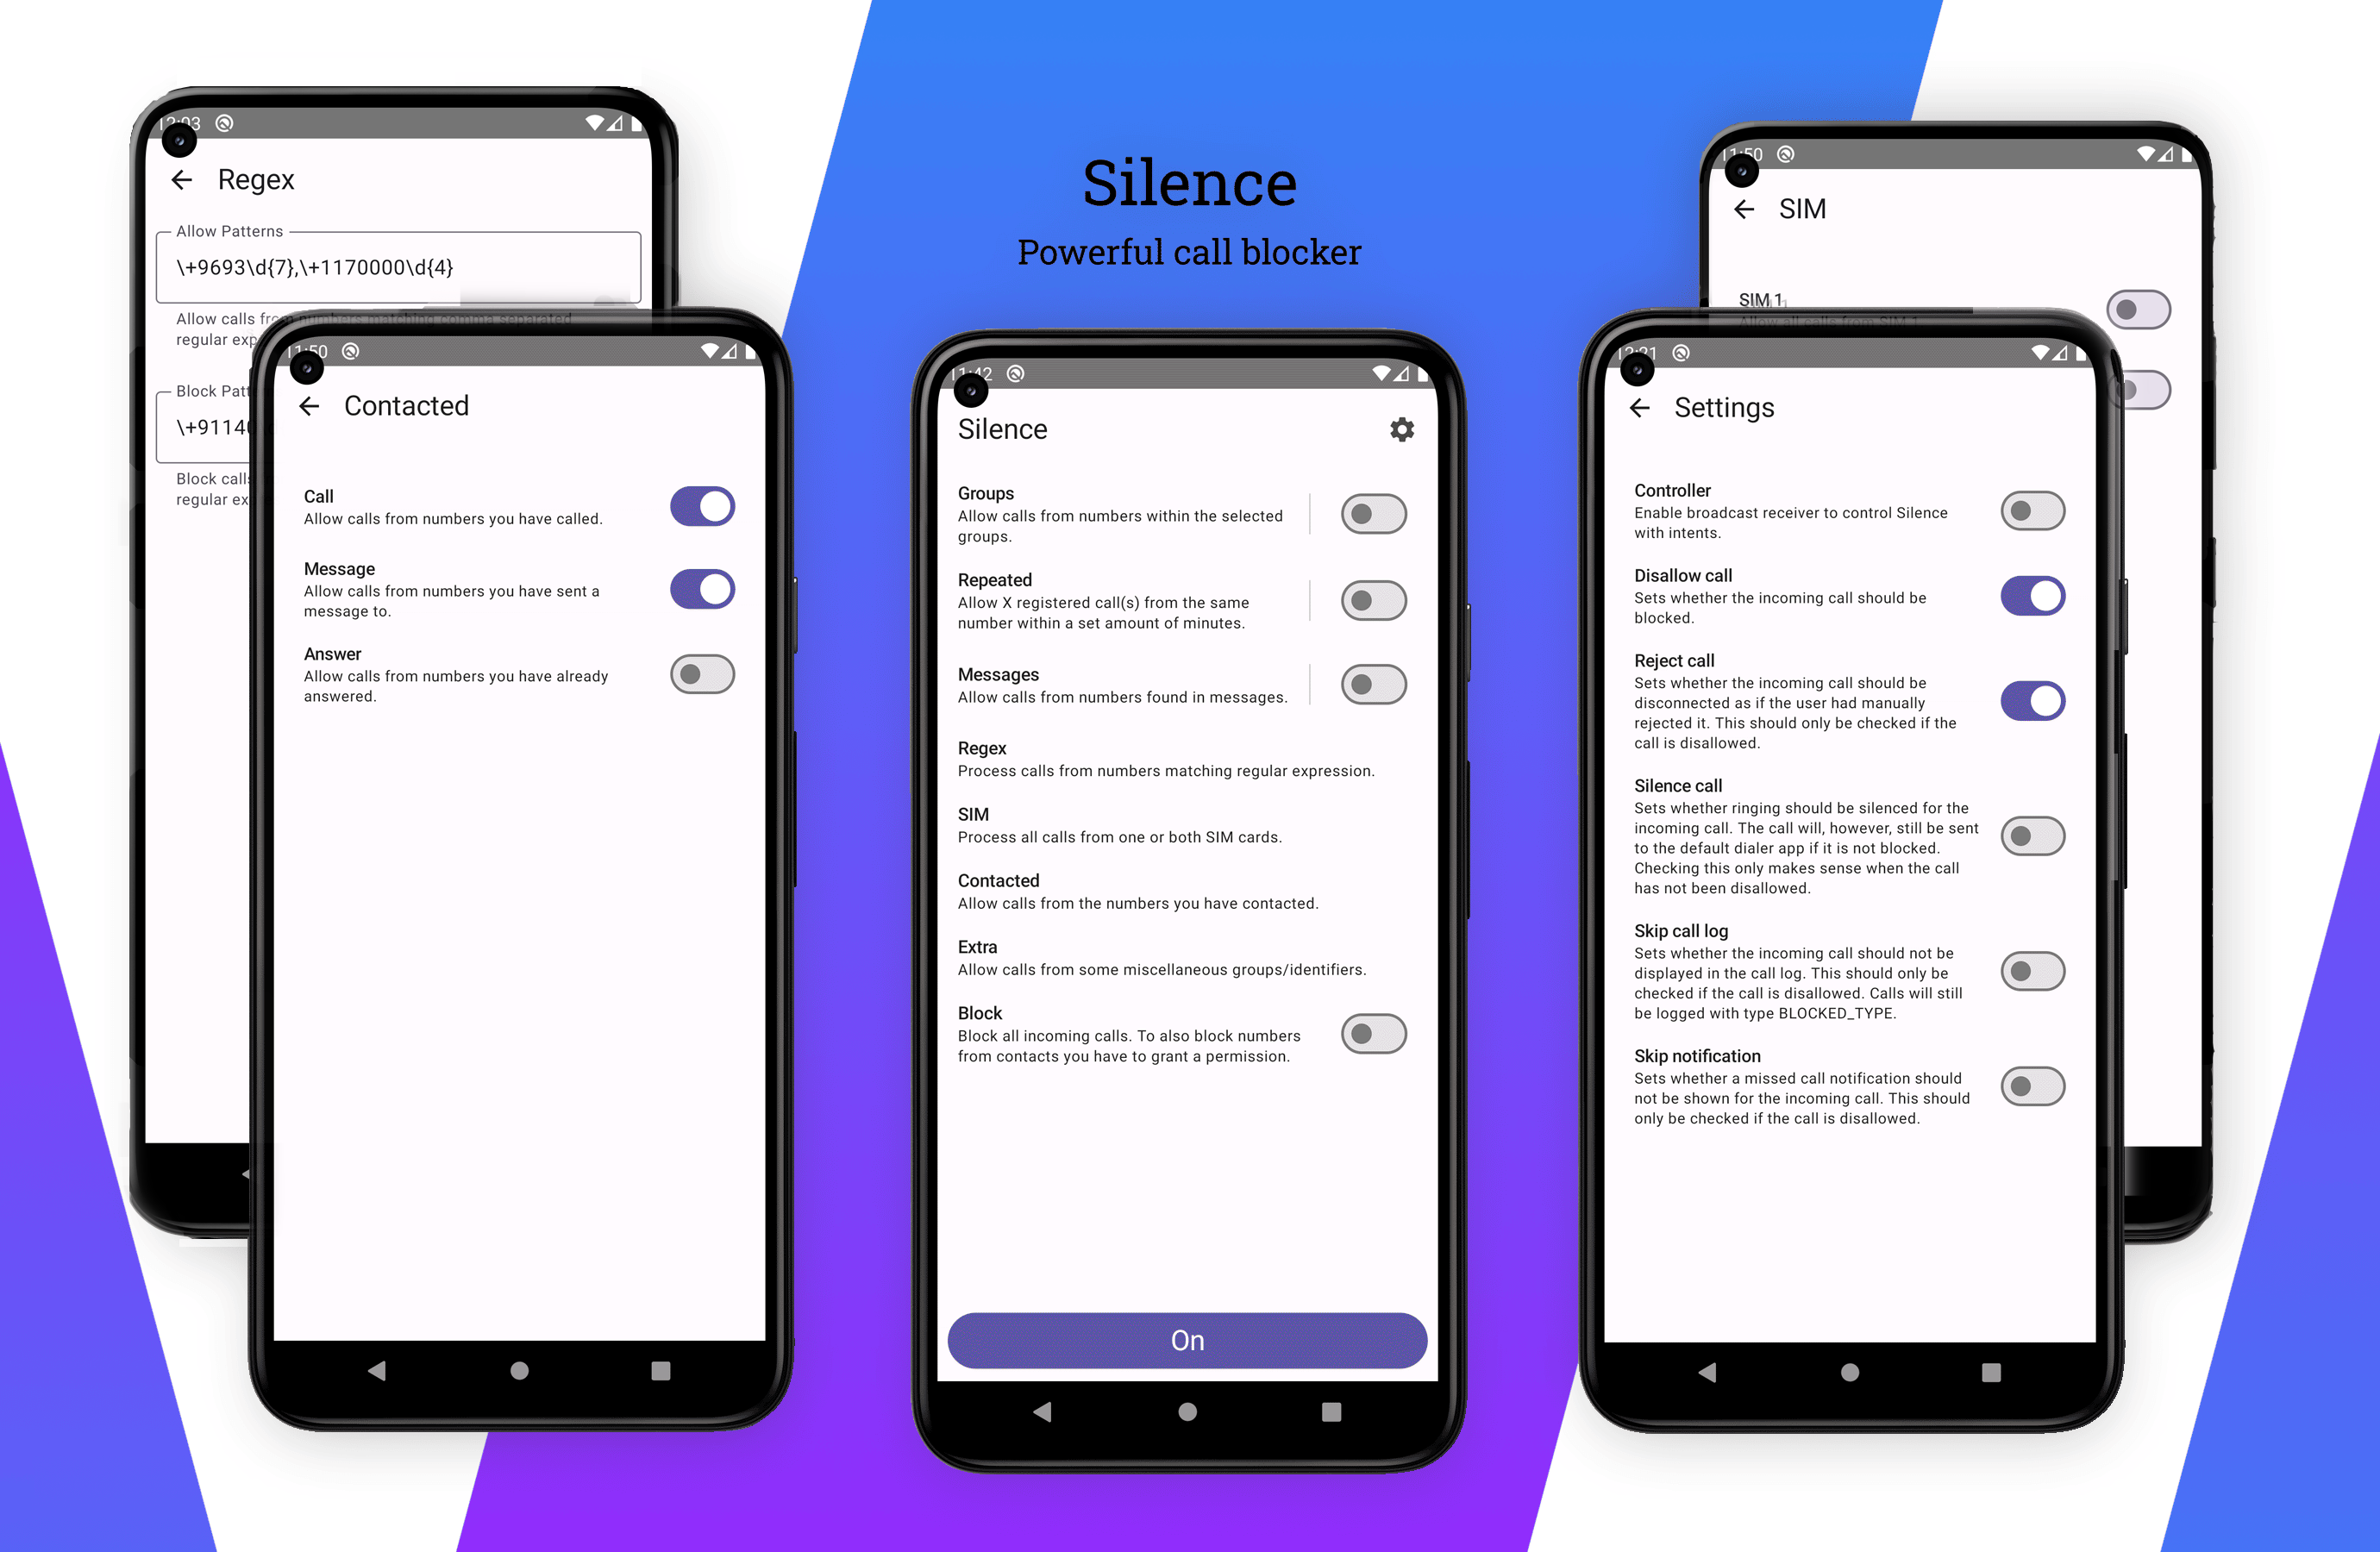 Silence
Powerful call blocker
Regex
Allow Patterns
\+9693\d{7},\+1170000\d{4}
Allow calls from numbers matching comma separated
regular exp
Block Patt
\+9114
Block calls
regular ex
11:50
Contacted
Call
Allow calls from numbers you have called.
Message
Allow calls from numbers you have sent a
message to.
Answer
Allow calls from numbers you have already
answered.
11:42
Silence
Groups
Allow calls from numbers within the selected
groups.
Repeated
Allow X registered call(s) from the same
number within a set amount of minutes.
Messages
Allow calls from numbers found in messages.
Regex
Process calls from numbers matching regular expression.
SIM
Process all calls from one or both SIM cards.
Contacted
Allow calls from the numbers you have contacted.
Extra
Allow calls from some miscellaneous groups/identifiers.
Block
Block all incoming calls. To also block numbers
from contacts you have to grant a permission.
On
11:50
SIM
SIM 1
Allow all calls from SIM 1
Settings
Controller
Enable broadcast receiver to control Silence
with intents.
Disallow call
Sets whether the incoming call should be
blocked.
Reject call
Sets whether the incoming call should be
disconnected as if the user had manually
rejected it. This should only be checked if the
call is disallowed.
Silence call
Sets whether ringing should be silenced for the
incoming call. The call will, however, still be sent
to the default dialer app if it is not blocked.
Checking this only makes sense when the call
has not been disallowed.
Skip call log
Sets whether the incoming call should not be
displayed in the call log. This should only be
checked if the call is disallowed. Calls will still
be logged with type BLOCKED_TYPE.
Skip notification
Sets whether a missed call notification should
not be shown for the incoming call. This should
only be checked if the call is disallowed.